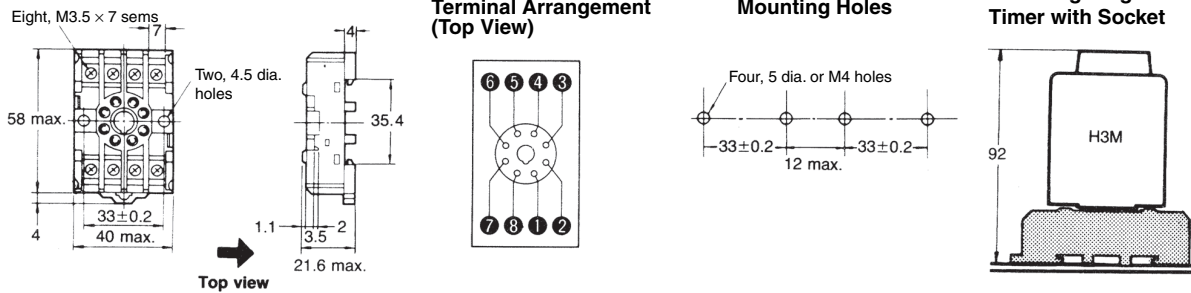 Eight, M3.5 × 7 sems
7
Two, 4.5 dia.
holes
58 max.
33±0.2
4
40 max.
4
35.4
1.1
2
3.5
21.6 max.
Top view
Terminal Arrangement
(Top View)
6 5 4 3
7 8 1 2
Mounting Holes
Four, 5 dia. or M4 holes
33±0.2
33±0.2
12 max.
Timer with Socket
H3M
92